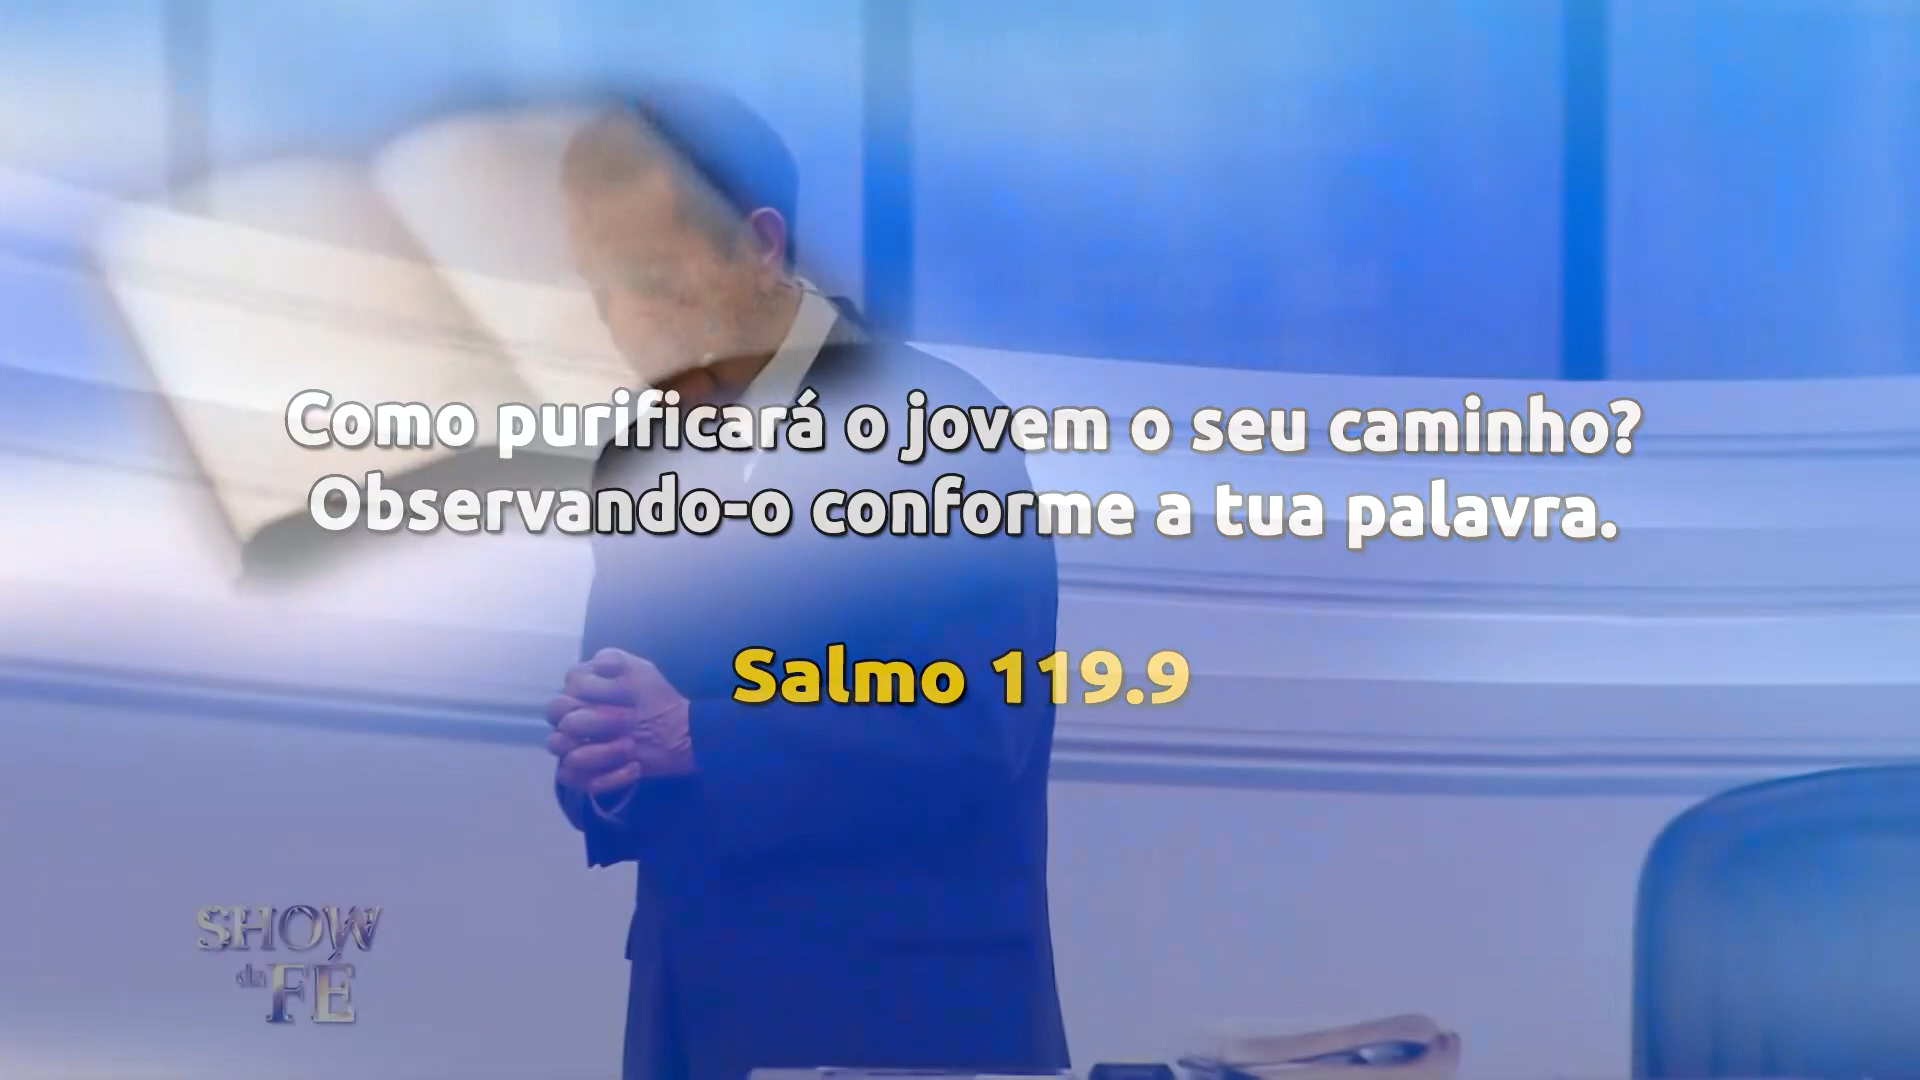 Como purificará o jovem o seu caminho?
Observando-o conforme a tua palavra.
Salmo 119.9
SHOW
da FÉ